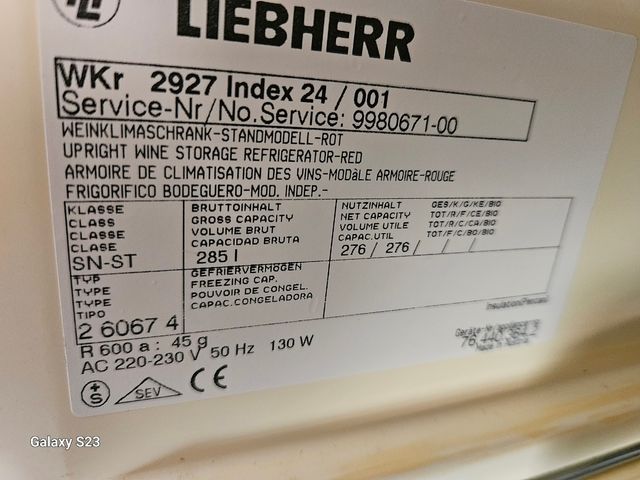 LIEBHERR
WKr 2927 Index 24 / 001
Service-Nr/No.Service: 9980671-00
WEINKLIMASCHRANK-STANDMODELL-ROT
UPRIGHT WINE STORAGE REFRIGERATOR-RED
ARMOIRE DE CLIMATISATION DES VINS-MODàLE ARMOIRE-ROUGE
FRIGORIFICO BODEGUERO-MOD. INDEP.-
KLASSE
CLASS
CLASSE
CLASE
SN-ST
BRUTTOINHALT
GROSS CAPACITY
VOLUME BRUT
CAPACIDAD BRUTA
285 l
NUTZINHALT
NET CAPACITY
VOLUME UTILE
CAPAC.UTIL
276 / 276 / / /
GES/K/G/KE/BIO
TOT/R/F/CE/BIO
TOT/R/C/CA/BIO
TOT/F/C/BO/BIO
TYP
TYPE
TYPE
TIPO
2 6067 4
GEFRIERVERMÖGEN
FREEZING CAP.
POUVOIR DE CONGEL.
CAPAC.CONGELADORA
R 600 a : 45 g
AC 220-230 V 50 Hz 130 W
+S
SEV
CE
Galaxy S23